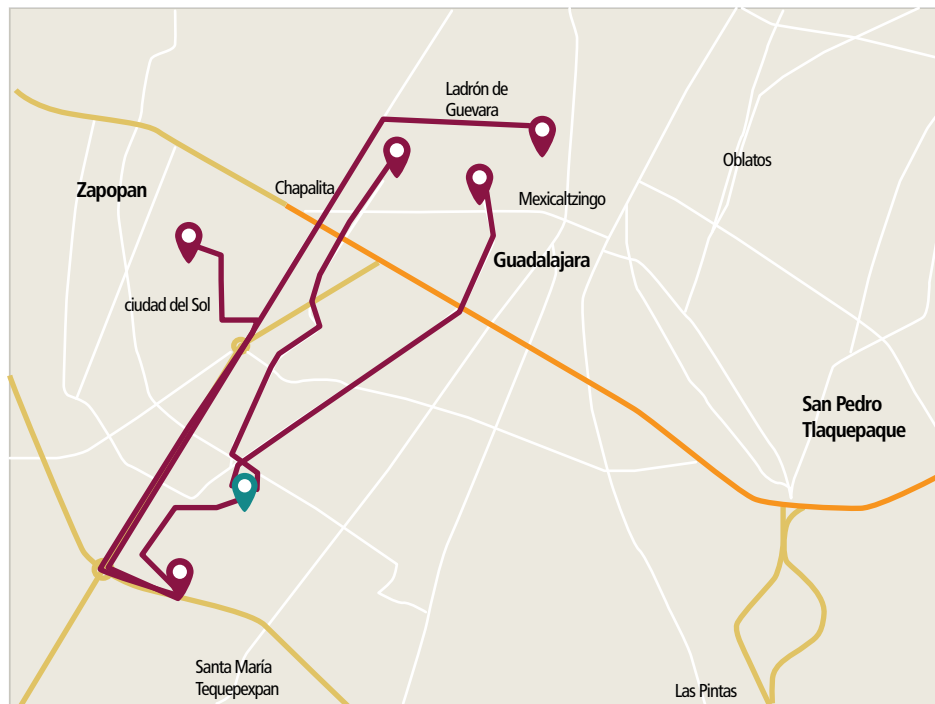 Ladrón de
Guevara
Oblatos
Zapopan
Chapalita
Mexicaltzingo
Guadalajara
ciudad del Sol
San Pedro
Tlaquepaque
Santa María
Tequepexpan
Las Pintas